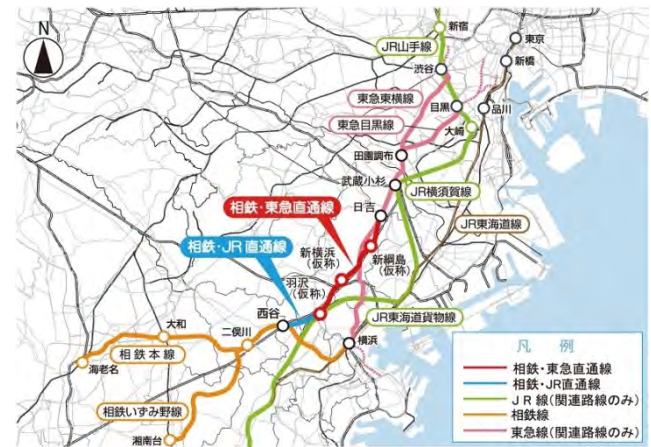 N
新宿
JR山手線
東京
渋谷
新橋
東急東横線
目黒
品川
東急目黒線
大崎
田園調布
武蔵小杉
JR横須賀線
日吉
相鉄・東急直通線
JR東海道線
相鉄・JR 直通線
新横浜
(仮称)
新綱島
(仮称)
羽沢
(仮称)
西谷
JR東海道貨物線
大和
二俣川
横浜
相鉄本線
海老名
相鉄いずみ野線
湘南台
凡 例
相鉄・東急直通線
相鉄・JR直通線
JR線(関連路線のみ)
相鉄線
東急線(関連路線のみ)